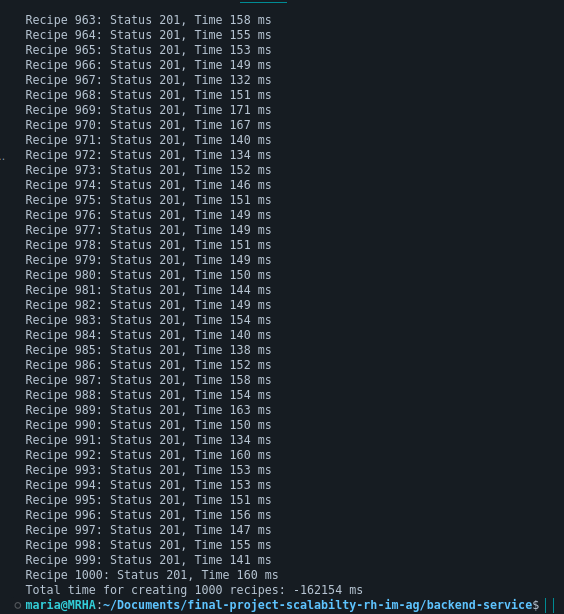 Recipe 963: Status 201, Time 158 ms
Recipe 964: Status 201, Time 155 ms
Recipe 965: Status 201, Time 153 ms
Recipe 966: Status 201, Time 149 ms
Recipe 967: Status 201, Time 132 ms
Recipe 968: Status 201, Time 151 ms
Recipe 969: Status 201, Time 171 ms
Recipe 970: Status 201, Time 167 ms
Recipe 971: Status 201, Time 140 ms
Recipe 972: Status 201, Time 134 ms
Recipe 973: Status 201, Time 152 ms
Recipe 974: Status 201, Time 146 ms
Recipe 975: Status 201, Time 151 ms
Recipe 976: Status 201, Time 149 ms
Recipe 977: Status 201, Time 149 ms
Recipe 978: Status 201, Time 151 ms
Recipe 979: Status 201, Time 149 ms
Recipe 980: Status 201, Time 150 ms
Recipe 981: Status 201, Time 144 ms
Recipe 982: Status 201, Time 149 ms
Recipe 983: Status 201, Time 154 ms
Recipe 984: Status 201, Time 140 ms
Recipe 985: Status 201, Time 138 ms
Recipe 986: Status 201, Time 152 ms
Recipe 987: Status 201, Time 158 ms
Recipe 988: Status 201, Time 154 ms
Recipe 989: Status 201, Time 163 ms
Recipe 990: Status 201, Time 150 ms
Recipe 991: Status 201, Time 134 ms
Recipe 992: Status 201, Time 160 ms
Recipe 993: Status 201, Time 153 ms
Recipe 994: Status 201, Time 153 ms
Recipe 995: Status 201, Time 151 ms
Recipe 996: Status 201, Time 156 ms
Recipe 997: Status 201, Time 147 ms
Recipe 998: Status 201, Time 155 ms
Recipe 999: Status 201, Time 141 ms
Recipe 1000: Status 201, Time 160 ms
Total time for creating 1000 recipes: -162154 ms
maria@MRHA:~/Documents/final-project-scalabilty-rh-im-ag/backend-service$